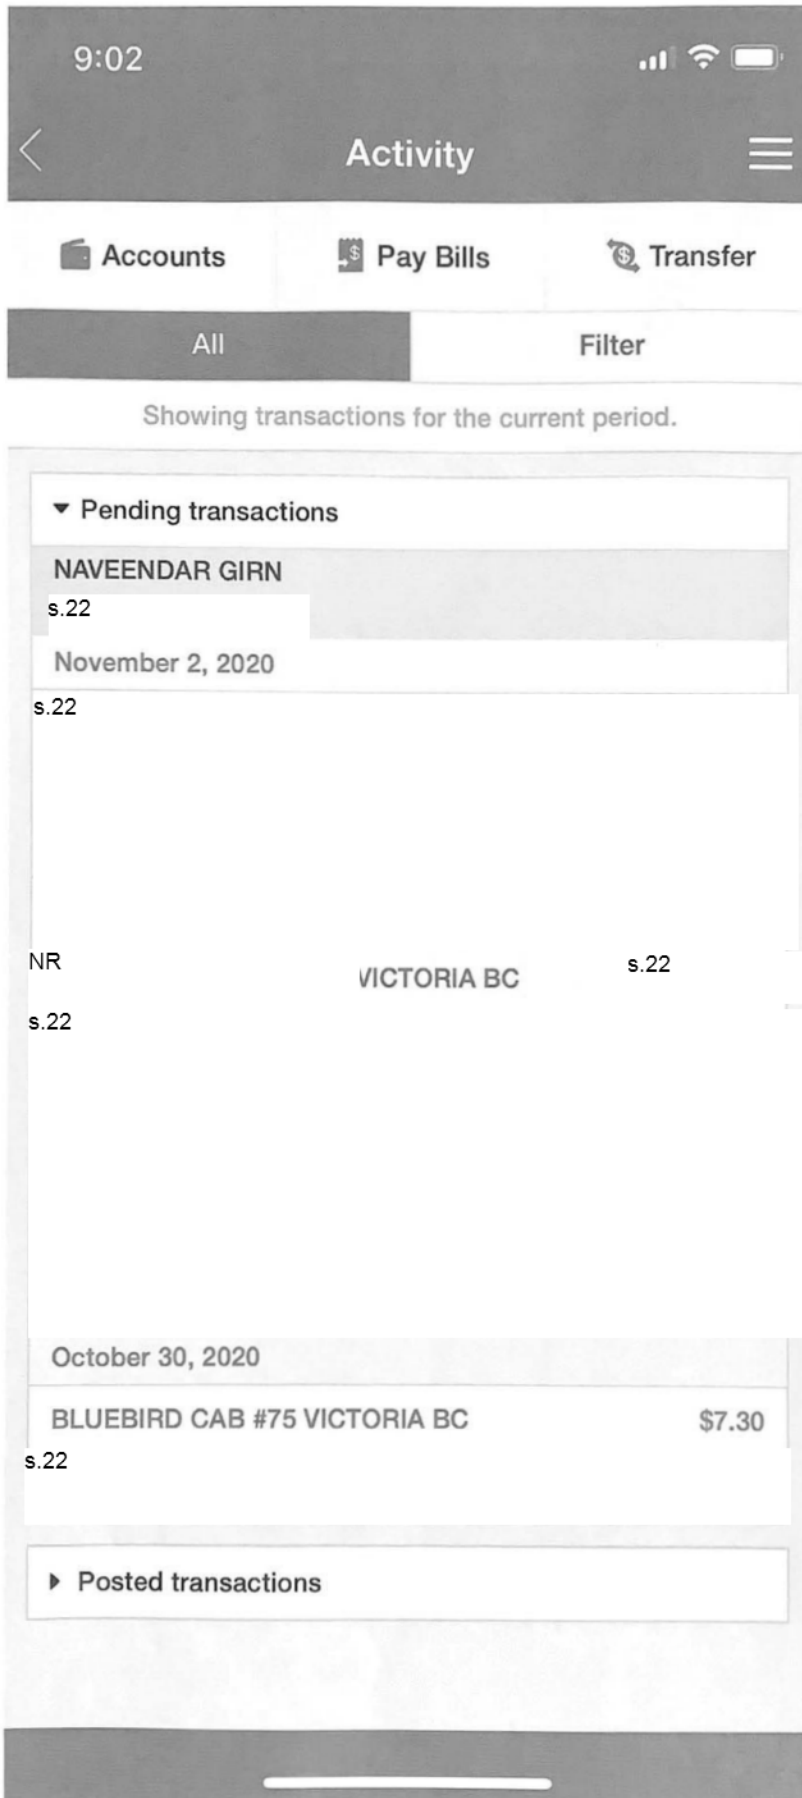 9:02
Activity
Accounts Pay Bills Transfer
All Filter
Showing transactions for the current period.
Pending transactions
NAVEENDAR GIRN
s.22
November 2, 2020
s.22
NR VICTORIA BC s.22
s.22
October 30, 2020
BLUEBIRD CAB #75 VICTORIA BC $7.30
s.22
Posted transactions